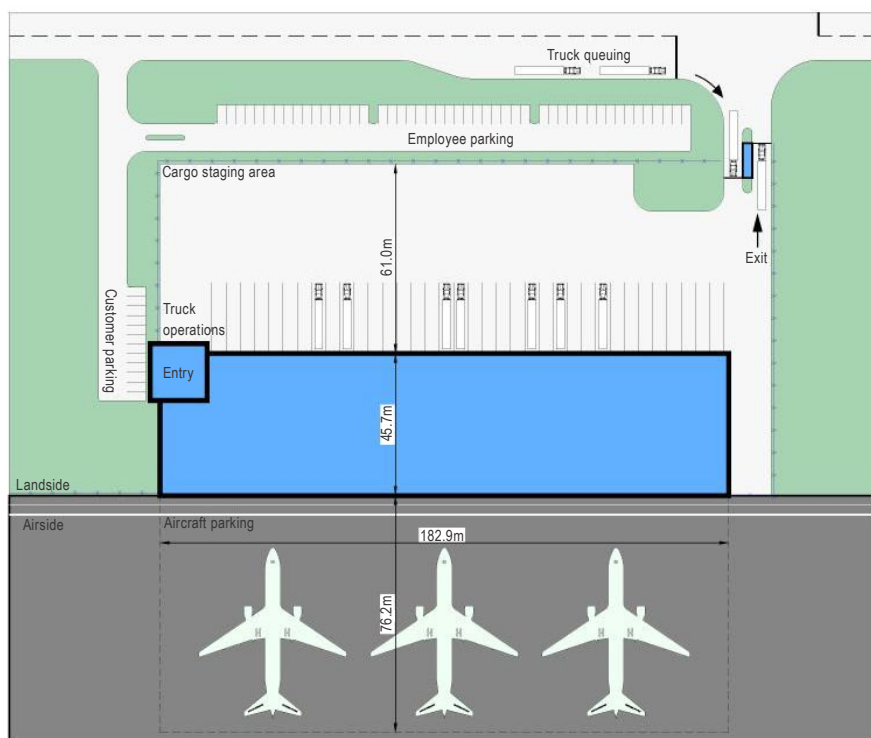 Truck queuing
Employee parking
Cargo staging area
61.0m
Exit
Customer parking
Truck
operations
Entry
45.7m
Landside
Airside
Aircraft parking
182.9m
76.2m